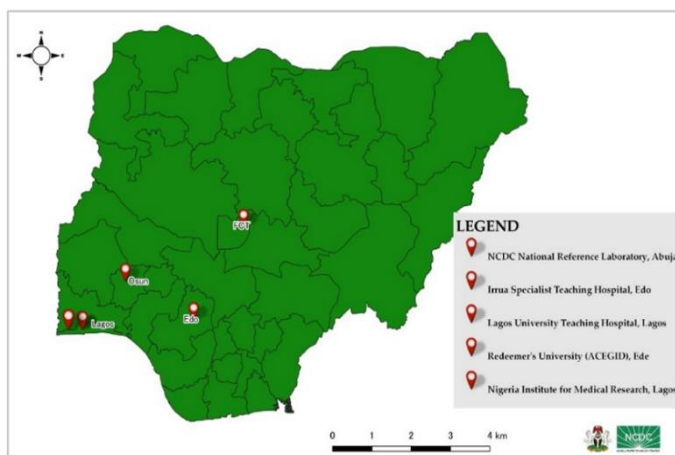 N
W
E
S
FCT
Osun
Edo
Lagos
LEGEND
NCDC National Reference Laboratory, Abuja
Irrua Specialist Teaching Hospital, Edo
Lagos University Teaching Hospital, Lagos
Redeemer's University (ACEGID), Ede
Nigeria Institute for Medical Research, Lagos
0 1 2 3 4 km
NCDC